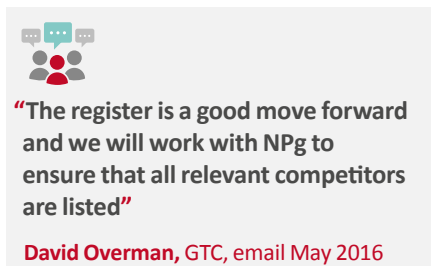 “The register is a good move forward
and we will work with NPg to
ensure that all relevant competitors
are listed”
David Overman, GTC, email May 2016